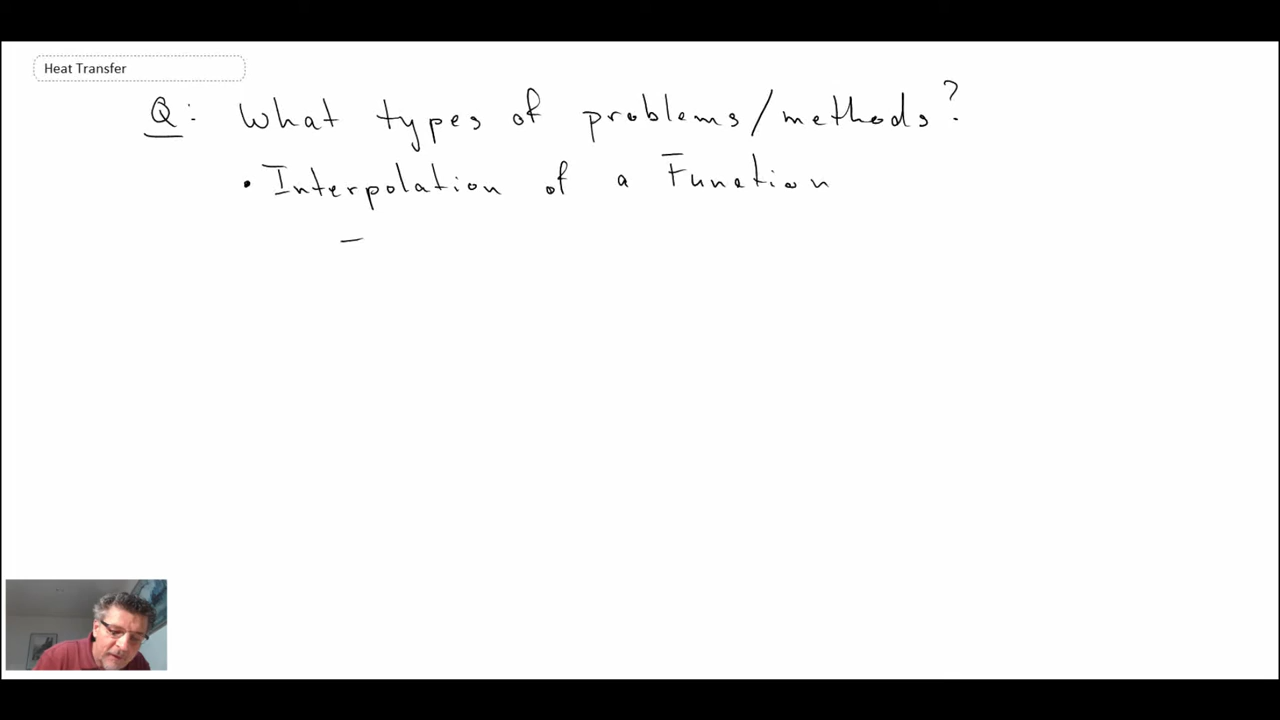 Heat Transfer
Q: What types of problems/methods?
• Interpolation of a Function
–